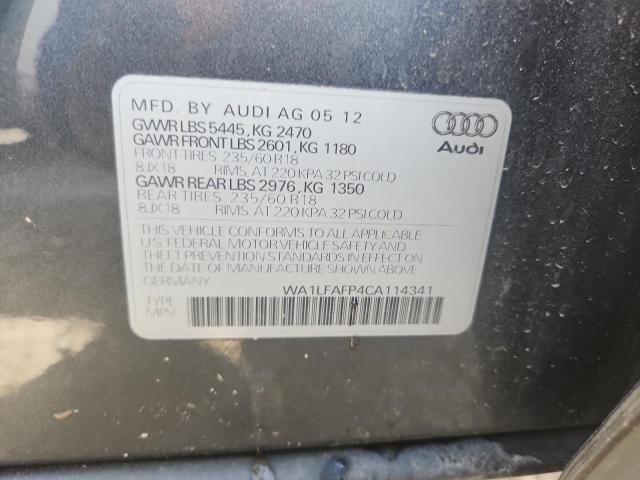 MFD. BY AUDI AG 05 12
GVWR LBS 5445, KG 2470
GAWR FRONT LBS 2601, KG 1180
FRONT TIRES 235/60 R18
8JX18 RIMS, AT 220 KPA 32 PSI COLD
GAWR REAR LBS 2976, KG 1350
REAR TIRES 235/60 R18
8JX18 RIMS, AT 220 KPA 32 PSI COLD
THIS VEHICLE CONFORMS TO ALL APPLICABLE
U.S. FEDERAL MOTOR VEHICLE SAFETY AND
THEFT PREVENTION STANDARDS IN EFFECT ON
THE DATE OF MANUFACTURE SHOWN ABOVE.
GERMANY
WA1LFAFP4CA114341
TYPE:
MPV
Audi